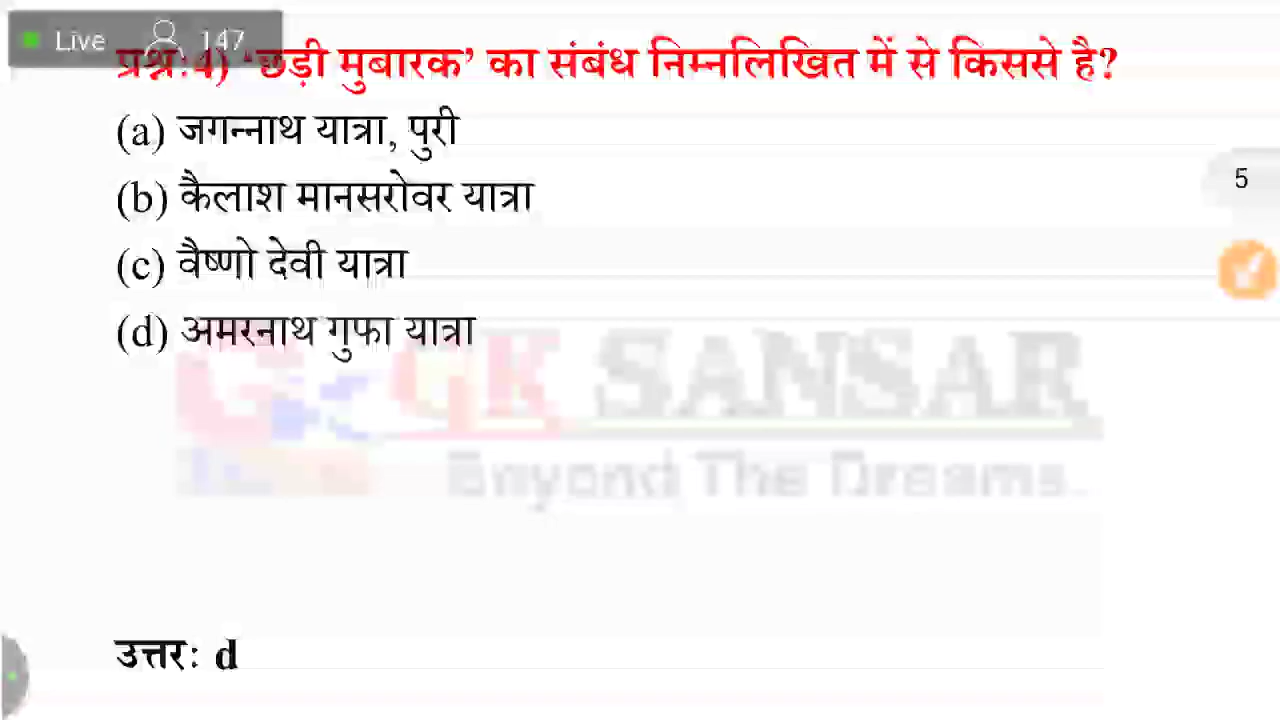 Live 147
प्रश्न:4) ‘छड़ी मुबारक’ का संबंध निम्नलिखित में से किससे है?
(a) जगन्नाथ यात्रा, पुरी
(b) कैलाश मानसरोवर यात्रा
5
(c) वैष्णो देवी यात्रा
(d) अमरनाथ गुफा यात्रा
GK SANSAR
Beyond The Dreams.
उत्तर: d